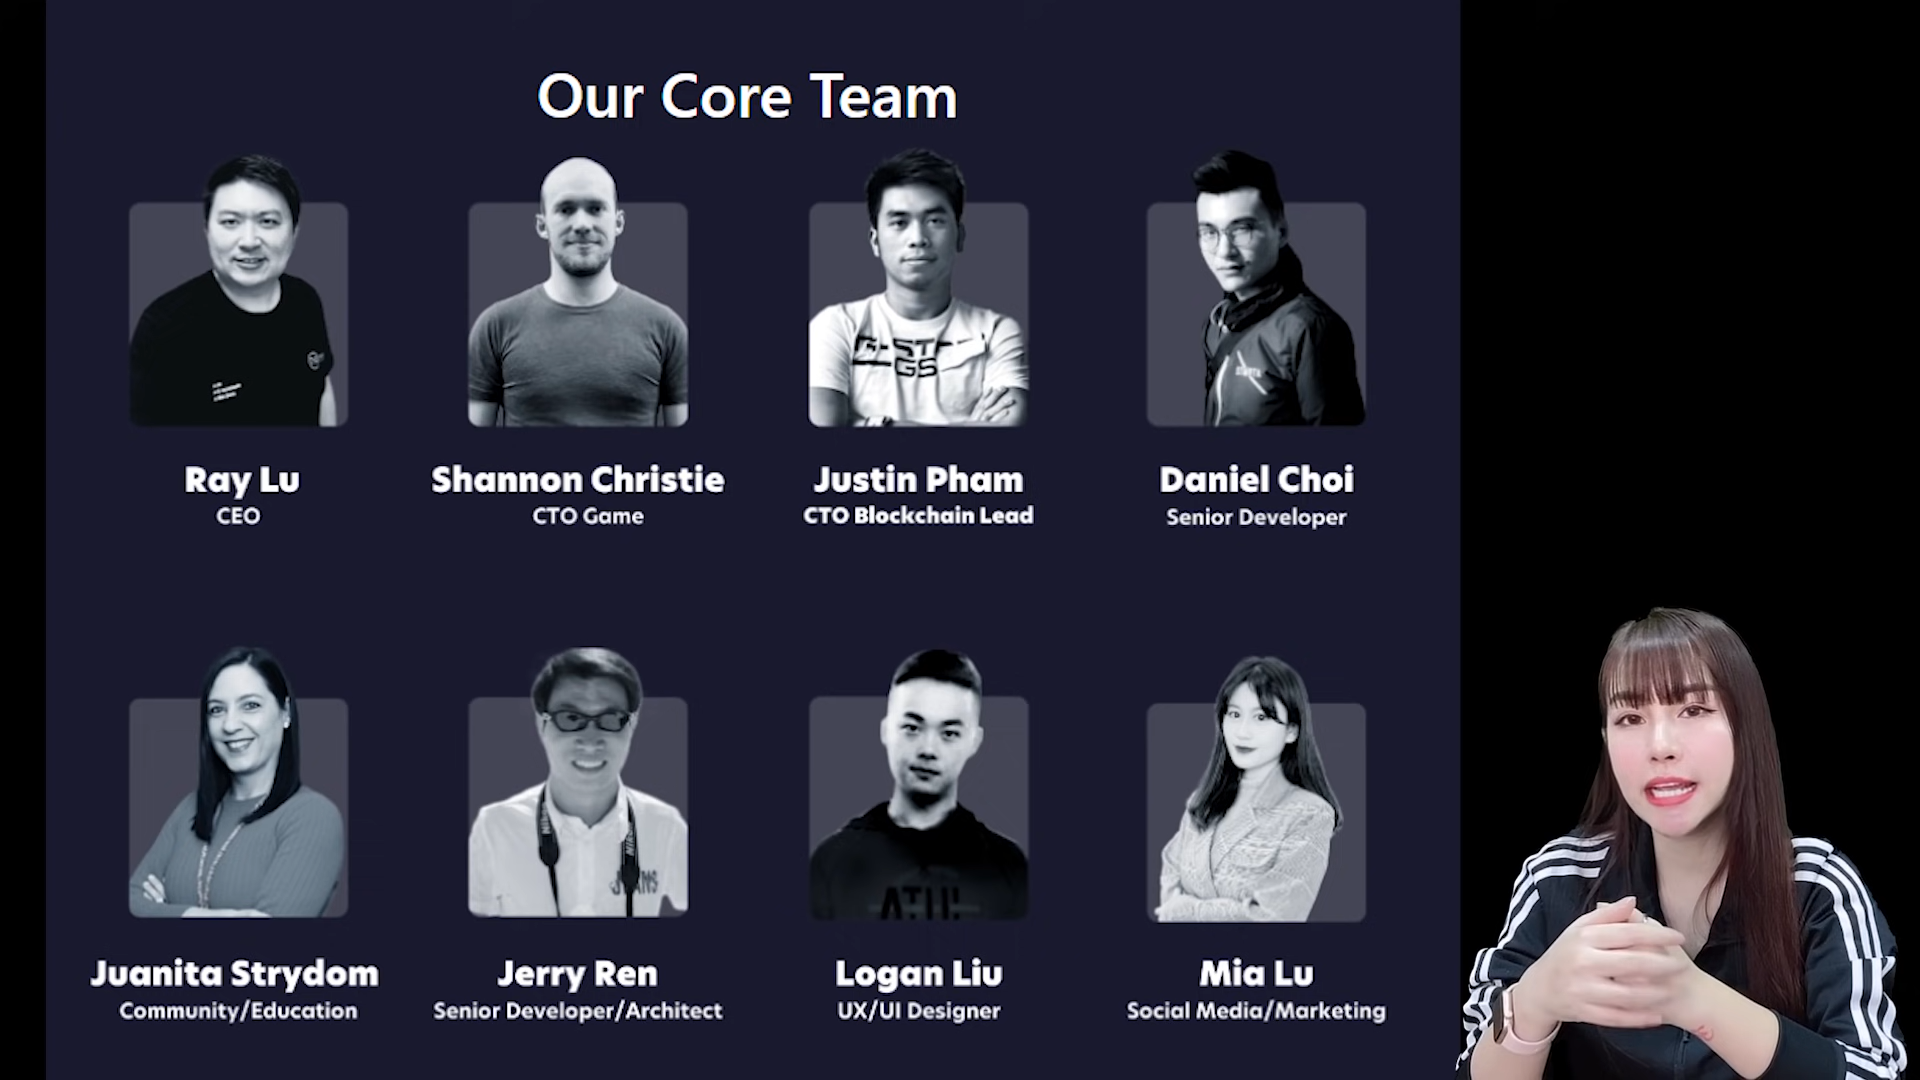 Our Core Team
Ray Lu
CEO
Shannon Christie
CTO Game
Justin Pham
CTO Blockchain Lead
Daniel Choi
Senior Developer
Juanita Strydom
Community/Education
Jerry Ren
Senior Developer/Architect
Logan Liu
UX/UI Designer
Mia Lu
Social Media/Marketing